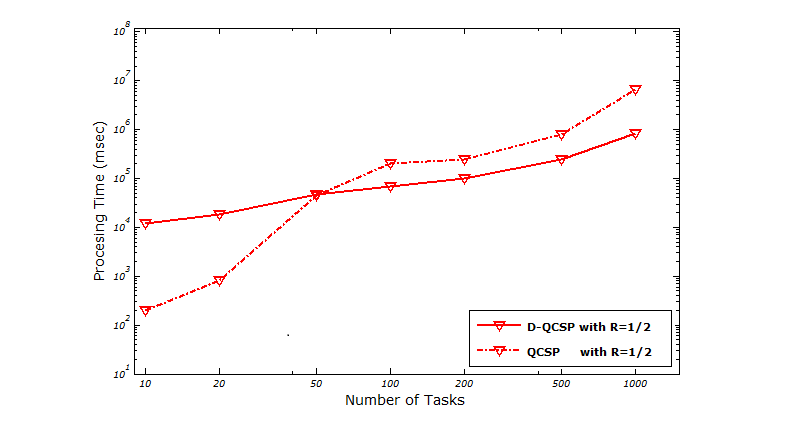 10^8
10^7
10^6
10^5
10^4
10^3
10^2
10^1
Procesing Time (msec)
10 20 50 100 200 500 1000
Number of Tasks
D-QCSP with R=1/2
QCSP with R=1/2